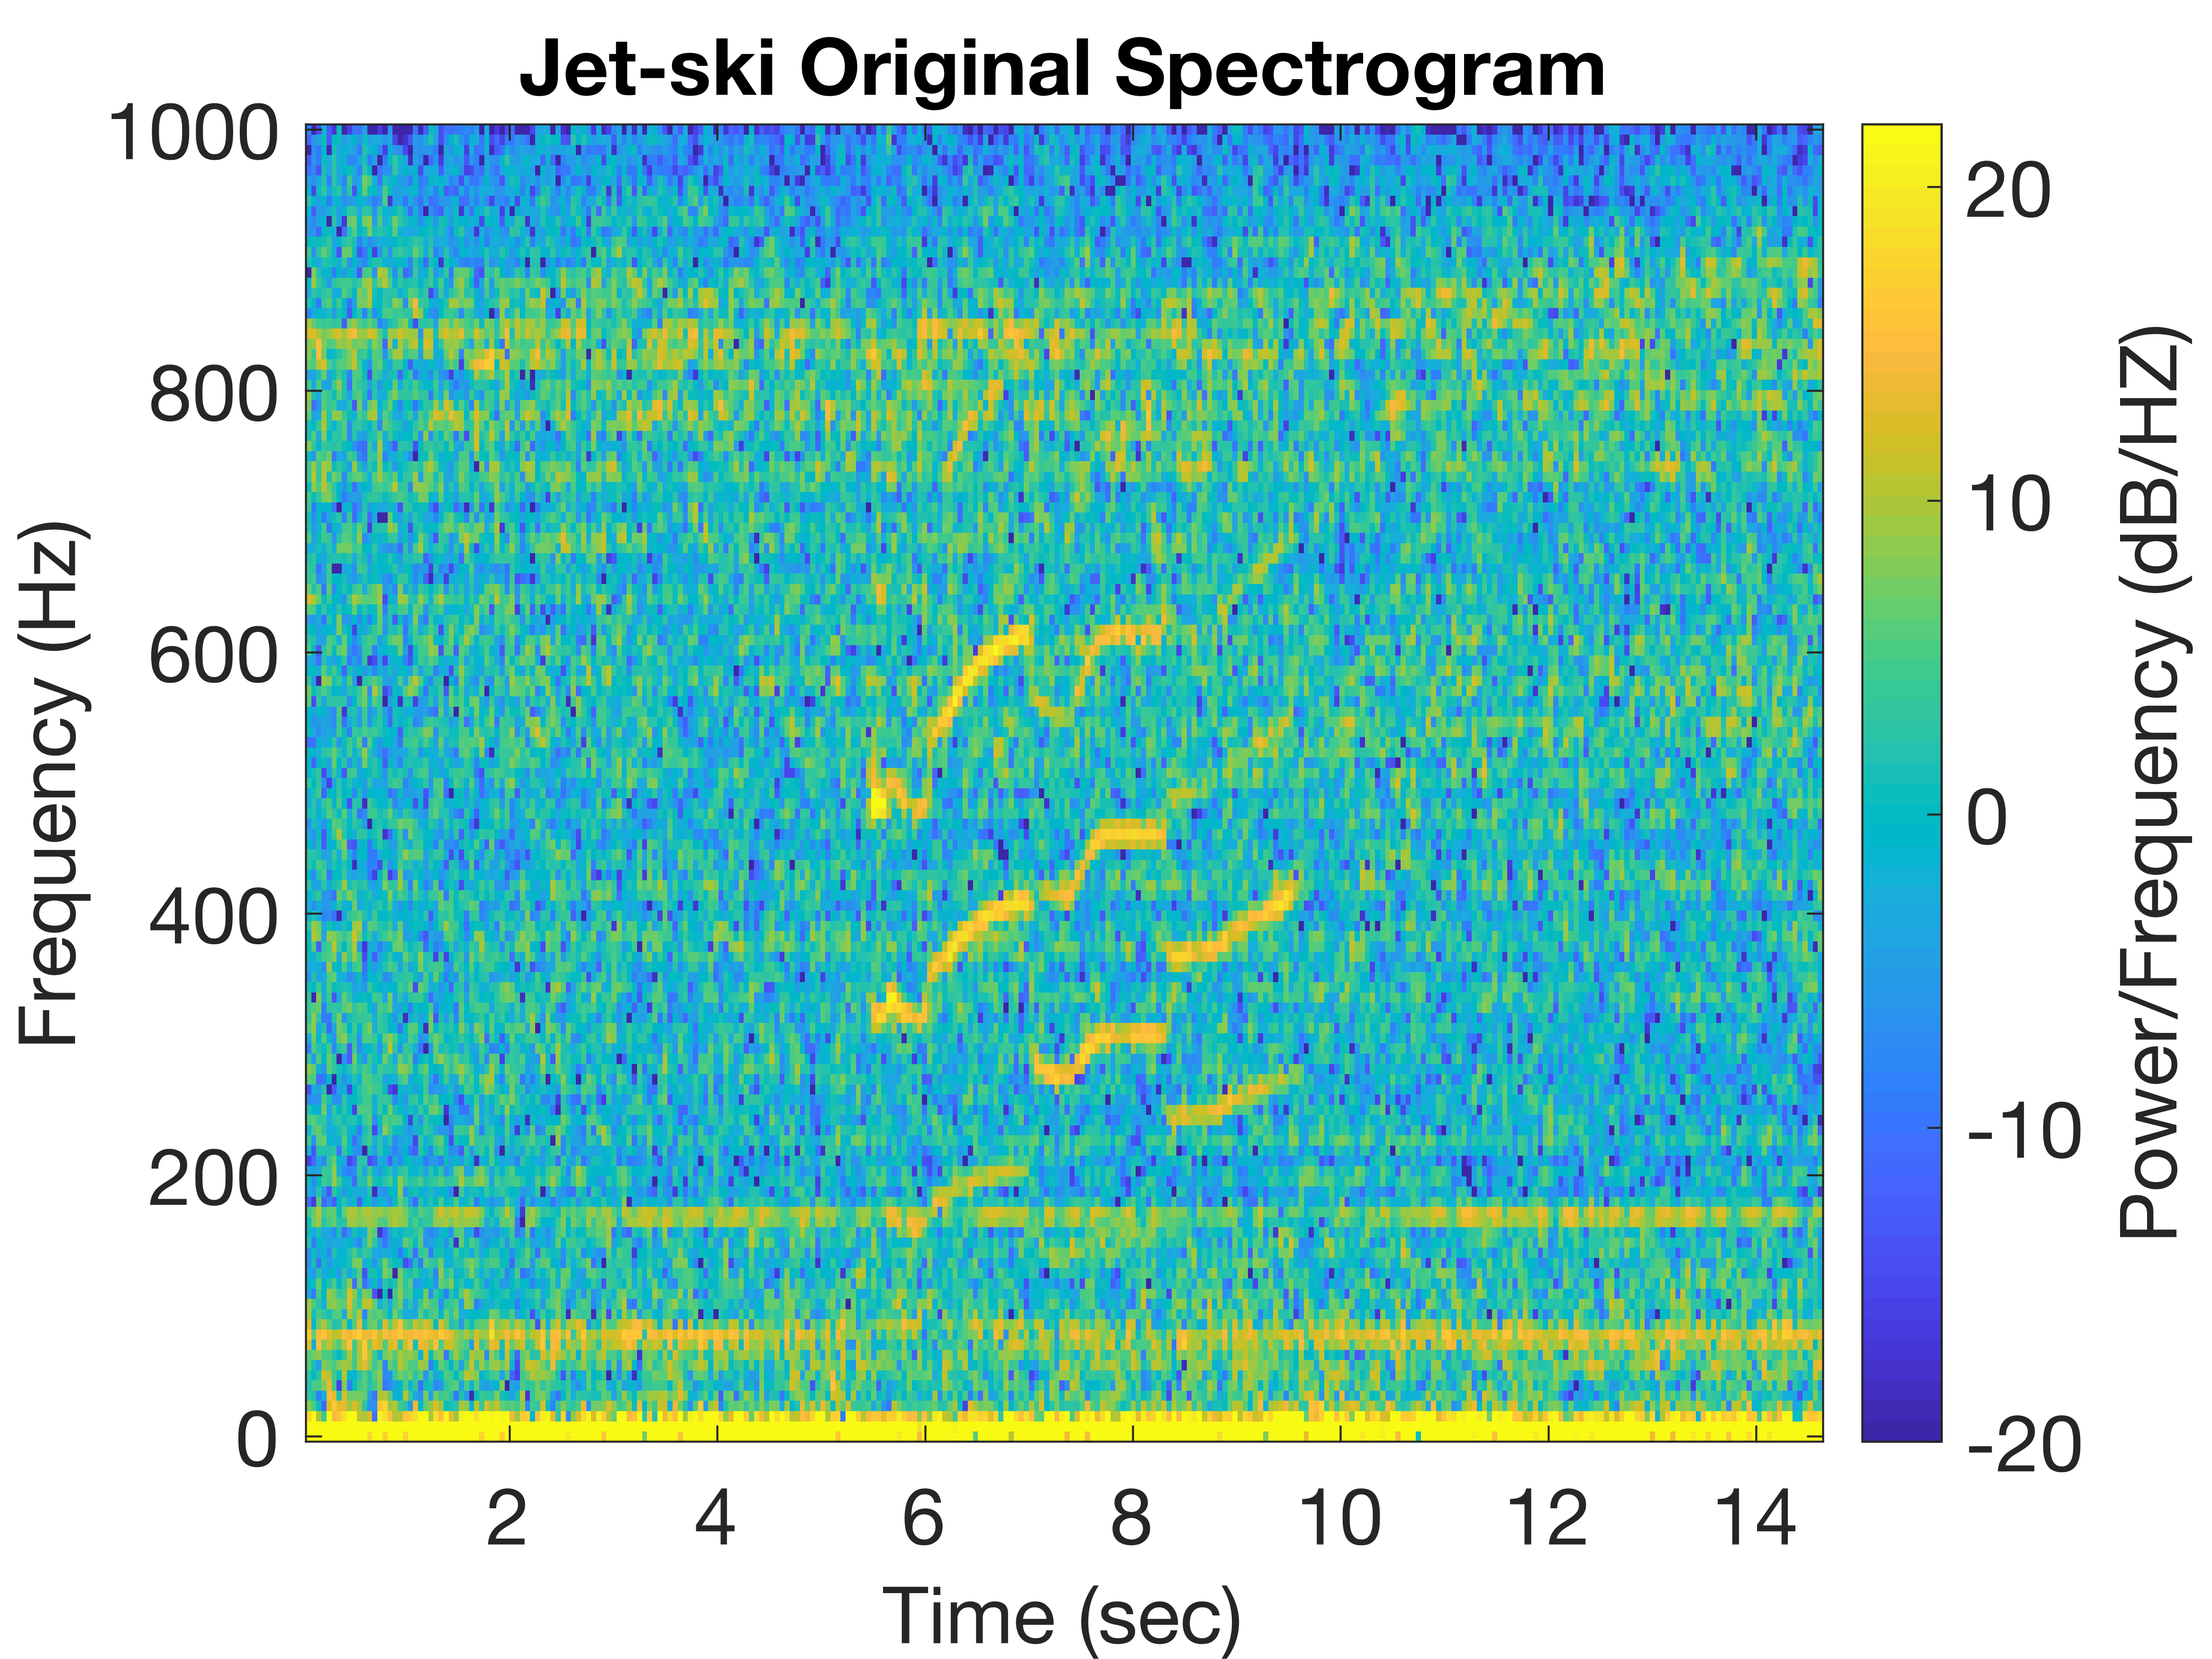 Jet-ski Original Spectrogram
1000
800
600
400
200
0
Frequency (Hz)
2 4 6 8 10 12 14
Time (sec)
20
10
0
-10
-20
Power/Frequency (dB/HZ)